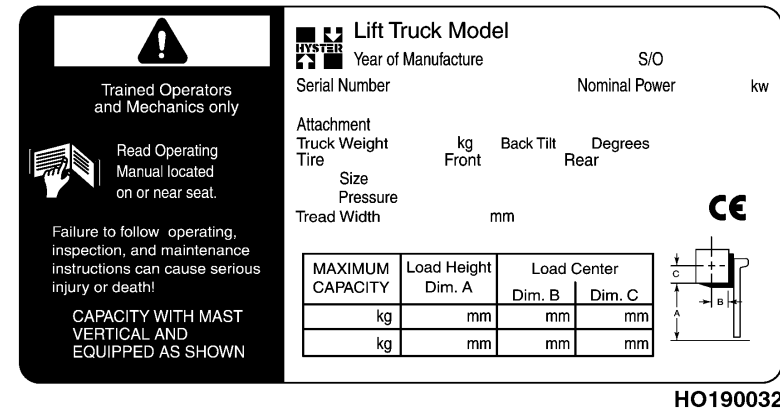 Trained Operators
and Mechanics only
Read Operating
Manual located
on or near seat.
Failure to follow operating,
inspection, and maintenance
instructions can cause serious
injury or death!
CAPACITY WITH MAST
VERTICAL AND
EQUIPPED AS SHOWN
HYSTER
Lift Truck Model
Year of Manufacture S/O
Serial Number Nominal Power kw
Attachment
Truck Weight kg Back Tilt Degrees
Tire Front Rear
Size
Pressure
Tread Width mm
CE
MAXIMUM Load Height Load Center
CAPACITY Dim. A Dim. B Dim. C
kg mm mm mm
kg mm mm mm
C
A B
HO190032